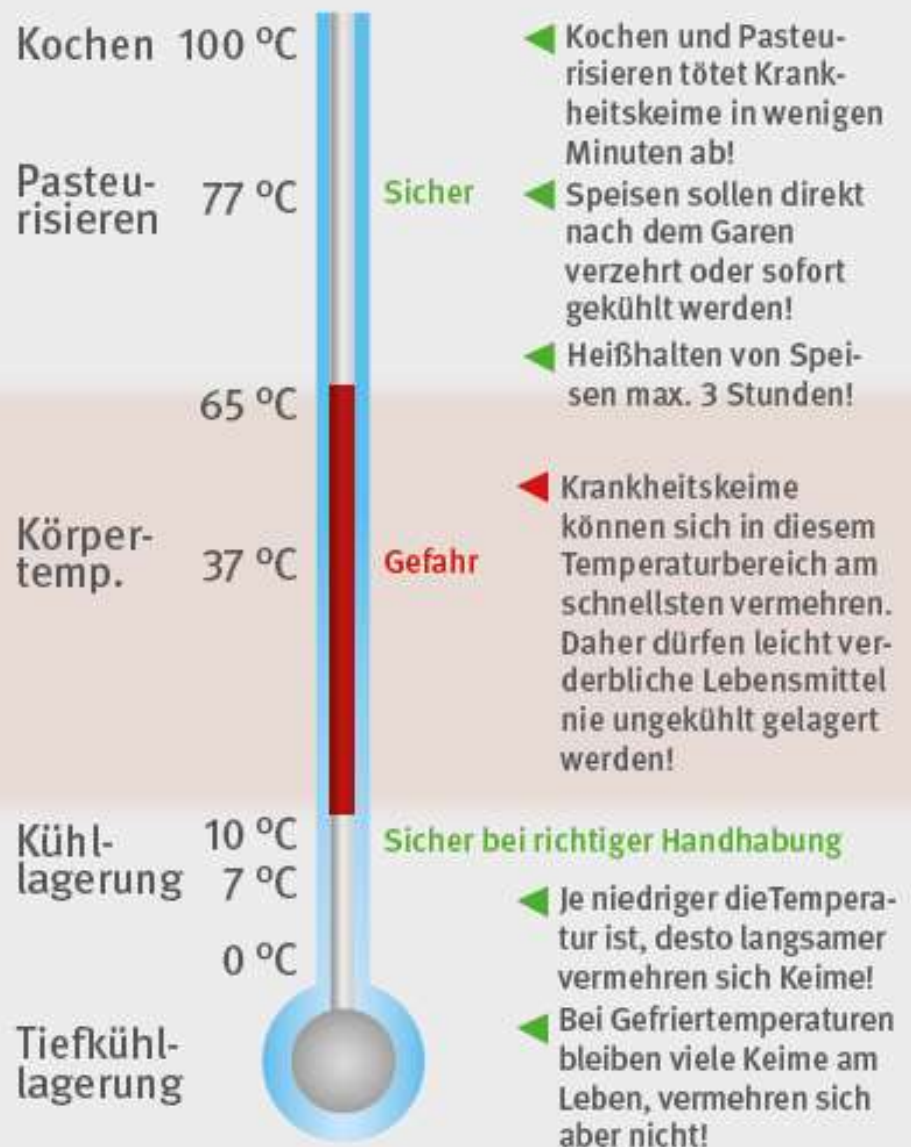 Kochen 100 °C
Kochen und Pasteu-
risieren tötet Krank-
heitskeime in wenigen
Minuten ab!
Pasteu-
risieren
77 °C
Sicher
Speisen sollen direkt
nach dem Garen
verzehrt oder sofort
gekühlt werden!
Heißhalten von Spei-
sen max. 3 Stunden!
65 °C
Körper-
temp.
37 °C
Gefahr
Krankheitskeime
können sich in diesem
Temperaturbereich am
schnellsten vermehren.
Daher dürfen leicht ver-
derbliche Lebensmittel
nie ungekühlt gelagert
werden!
Kühl-
lagerung
10 °C
7 °C
0 °C
Sicher bei richtiger Handhabung
Je niedriger dieTempera-
tur ist, desto langsamer
vermehren sich Keime!
Tiefkühl-
lagerung
Bei Gefriertemperaturen
bleiben viele Keime am
Leben, vermehren sich
aber nicht!